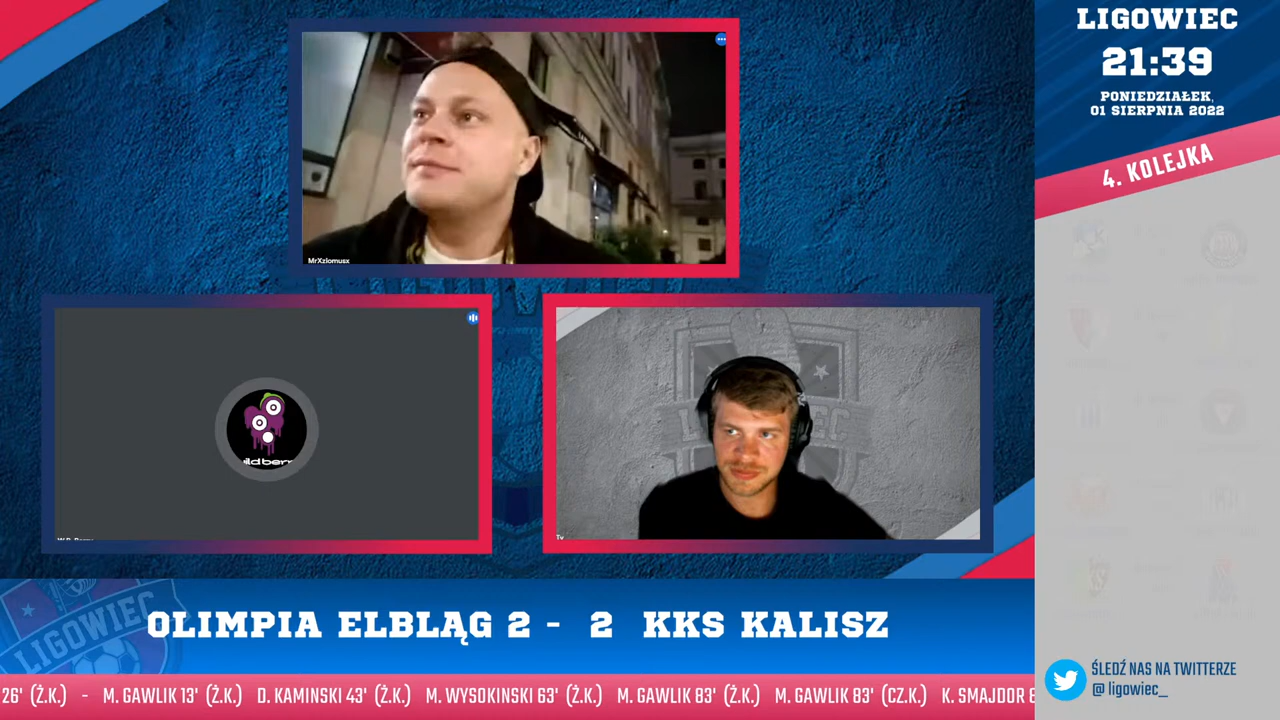 LIGOWIEC
21:39
PONIEDZIAŁEK,
01 SIERPNIA 2022
4. KOLEJKA
MrXzlomusx
Ty
OLIMPIA ELBLĄG 2 - 2 KKS KALISZ
LIGOWIEC
26' (Ż.K.) - M. GAWLIK 13' (Ż.K.) D. KAMINSKI 43' (Ż.K.) M. WYSOKINSKI 63' (Ż.K.) M. GAWLIK 83' (Ż.K.) M. GAWLIK 83' (CZ.K.) K. SMAJDOR
ŚLEDŹ NAS NA TWITTERZE
@ ligowiec_